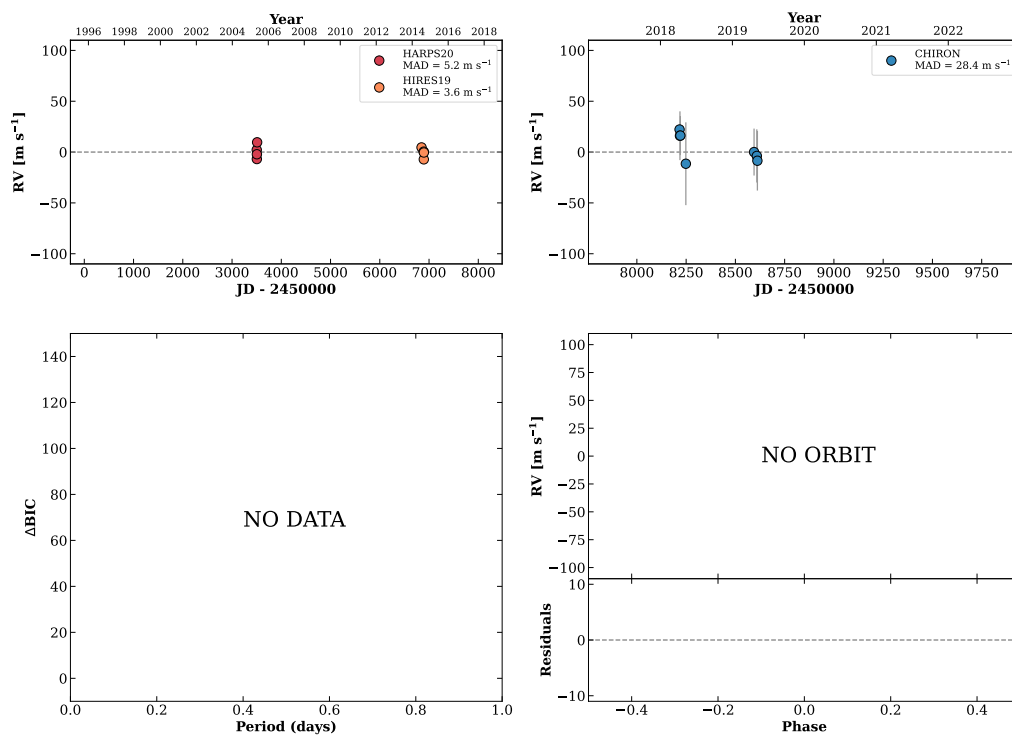 Year
1996 1998 2000 2002 2004 2006 2008 2010 2012 2014 2016 2018
HARPS20
MAD = 5.2 m s⁻¹
HIRES19
MAD = 3.6 m s⁻¹
RV [m s⁻¹]
100
50
0
−50
−100
0 1000 2000 3000 4000 5000 6000 7000 8000
JD - 2450000
Year
2018 2019 2020 2021 2022
CHIRON
MAD = 28.4 m s⁻¹
RV [m s⁻¹]
100
50
0
−50
−100
8000 8250 8500 8750 9000 9250 9500 9750
JD - 2450000
ΔBIC
140
120
100
80
60
40
20
0
NO DATA
0.0 0.2 0.4 0.6 0.8 1.0
Period (days)
RV [m s⁻¹]
100
75
50
25
0
−25
−50
−75
−100
NO ORBIT
Residuals
10
0
−10
−0.4 −0.2 0.0 0.2 0.4
Phase